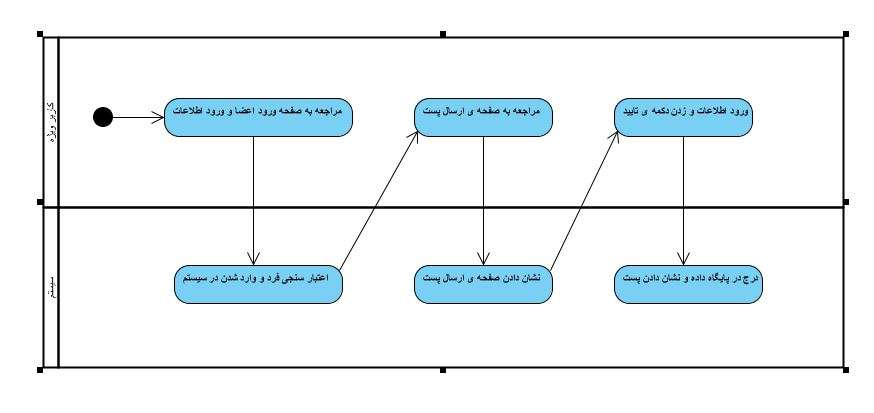 کاربر ویژه
مراجعه به صفحه ورود اعضا و ورود اطلاعات
مراجعه به صفحه ی ارسال پست
ورود اطلاعات و زدن دکمه ی تایید
سیستم
اعتبار سنجی فرد و وارد شدن در سیستم
نشان دادن صفحه ی ارسال پست
درج در پایگاه داده و نشان دادن پست